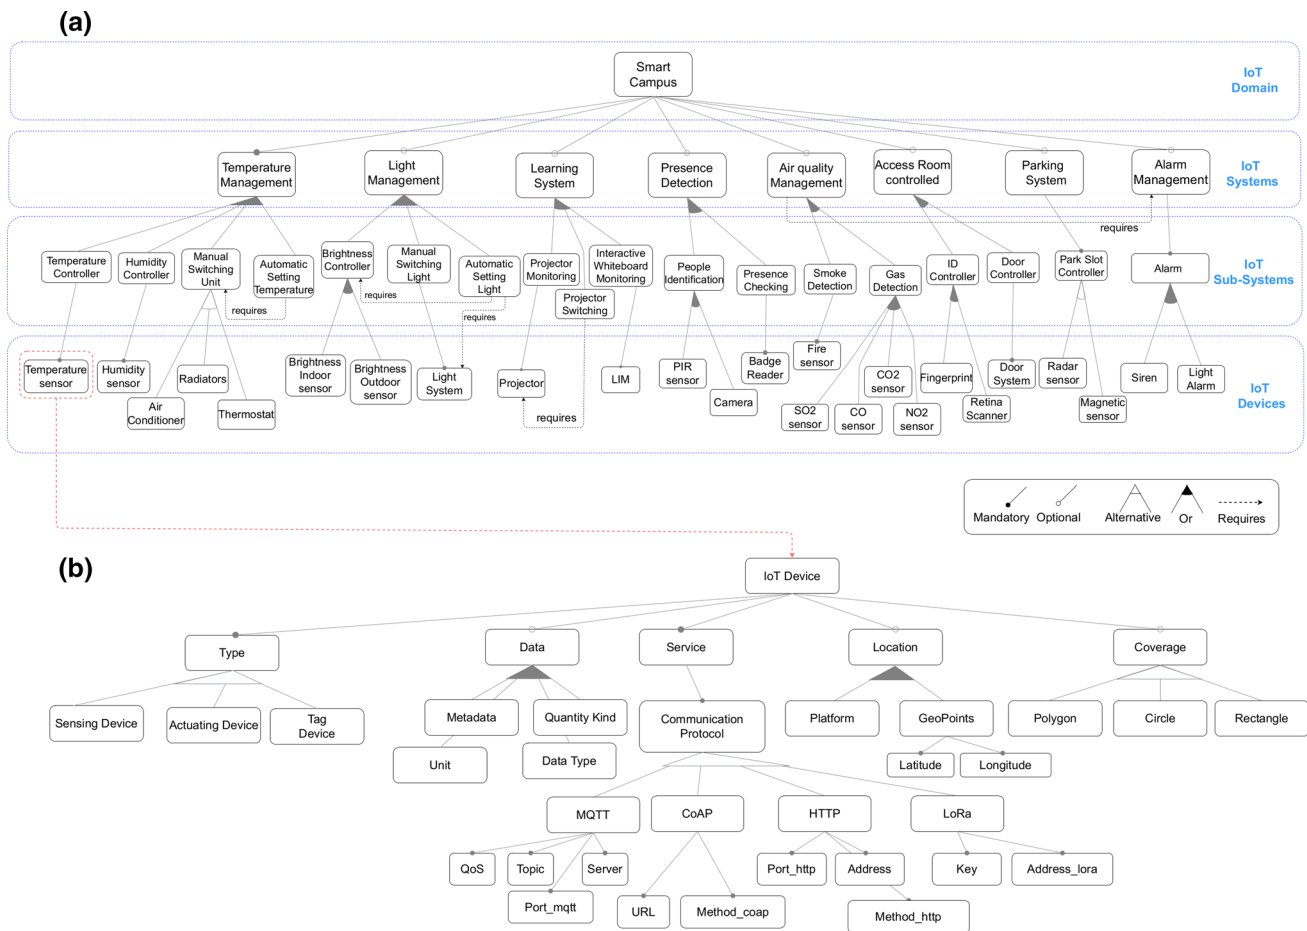 (a)
Smart
Campus
IoT
Domain
Temperature
Management
Light
Management
Learning
System
Presence
Detection
Air quality
Management
Access Room
controlled
Parking
System
Alarm
Management
IoT
Systems
requires
Temperature
Controller
Humidity
Controller
Manual
Switching
Unit
Automatic
Setting
Temperature
requires
Brightness
Controller
Manual
Switching
Light
Automatic
Setting
Light
requires
requires
Projector
Monitoring
Interactive
Whiteboard
Monitoring
Projector
Switching
People
Identification
Presence
Checking
Smoke
Detection
Gas
Detection
ID
Controller
Door
Controller
Park Slot
Controller
Alarm
IoT
Sub-Systems
Temperature
sensor
Humidity
sensor
Air
Conditioner
Radiators
Thermostat
Brightness
Indoor
sensor
Brightness
Outdoor
sensor
Light
System
Projector
requires
LIM
PIR
sensor
Camera
Badge
Reader
Fire
sensor
SO2
sensor
CO
sensor
CO2
sensor
NO2
sensor
Fingerprint
Retina
Scanner
Door
System
Radar
sensor
Magnetic
sensor
Siren
Light
Alarm
IoT
Devices
Mandatory
Optional
Alternative
Or
Requires
(b)
IoT Device
Type
Data
Service
Location
Coverage
Sensing Device
Actuating Device
Tag
Device
Metadata
Quantity Kind
Unit
Data Type
Communication
Protocol
Platform
GeoPoints
Latitude
Longitude
Polygon
Circle
Rectangle
MQTT
CoAP
HTTP
LoRa
QoS
Topic
Server
Port_mqtt
URL
Method_coap
Port_http
Address
Method_http
Key
Address_lora